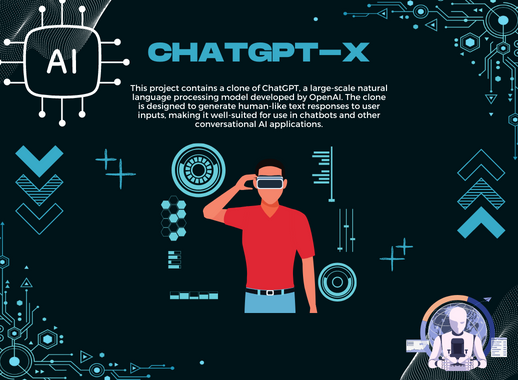 AI
CHATGPT-X
This project contains a clone of ChatGPT, a large-scale natural
language processing model developed by OpenAI. The clone
is designed to generate human-like text responses to user
inputs, making it well-suited for use in chatbots and other
conversational AI applications.